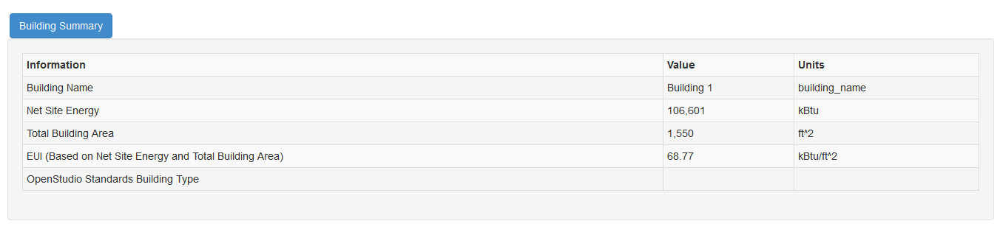 Building Summary
Information Value Units
Building Name Building 1 building_name
Net Site Energy 106,601 kBtu
Total Building Area 1,550 ft^2
EUI (Based on Net Site Energy and Total Building Area) 68.77 kBtu/ft^2
OpenStudio Standards Building Type